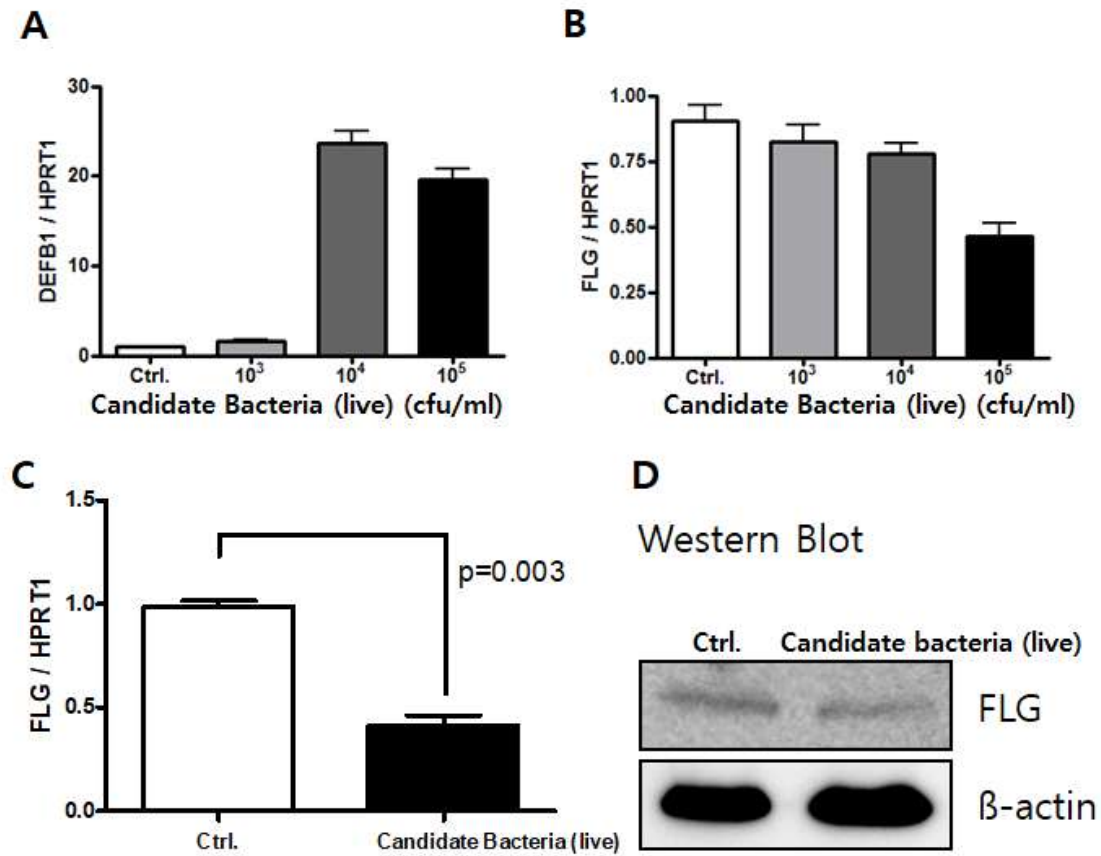 A
DEFB1 / HPRT1
30
20
10
0
Ctrl. 10³ 10⁴ 10⁵
Candidate Bacteria (live) (cfu/ml)
B
FLG / HPRT1
1.00
0.75
0.50
0.25
0.00
Ctrl. 10³ 10⁴ 10⁵
Candidate Bacteria (live) (cfu/ml)
C
FLG / HPRT1
1.5
1.0
0.5
0.0
p=0.003
Ctrl. Candidate Bacteria (live)
D
Western Blot
Ctrl. Candidate bacteria (live)
FLG
ß-actin